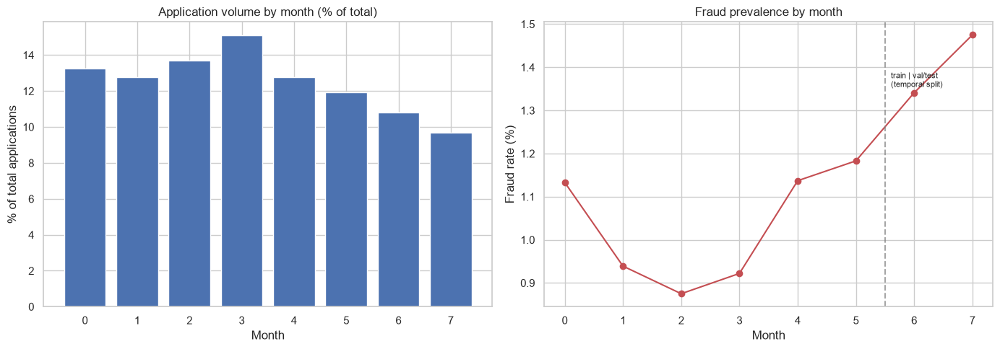 Application volume by month (% of total)
% of total applications
14
12
10
8
6
4
2
0
0 1 2 3 4 5 6 7
Month
Fraud prevalence by month
Fraud rate (%)
1.5
1.4
1.3
1.2
1.1
1.0
0.9
train | val/test
(temporal split)
0 1 2 3 4 5 6 7
Month